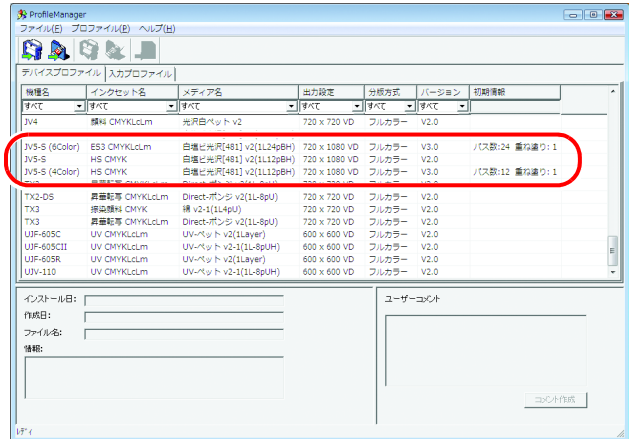 ProfileManager
ファイル(F) プロファイル(P) ヘルプ(H)
デバイスプロファイル 入力プロファイル
機種名 インクセット名 メディア名 出力設定 分版方式 バージョン 初期情報
すべて すべて すべて すべて すべて すべて
JV4 顔料 CMYKLcLm 光沢白ペット v2 720 x 720 VD フルカラー V2.0
JV5-S (6Color) ES3 CMYKLcLm 白塩ビ光沢[481] v2(1L24pBH) 720 x 1080 VD フルカラー V3.0 パス数:24 重ね塗り: 1
JV5-S HS CMYK 白塩ビ光沢[481] v2(1L12pBH) 720 x 1080 VD フルカラー V2.0
JV5-S (4Color) HS CMYK 白塩ビ光沢[481] v2(1L12pBH) 720 x 1080 VD フルカラー V3.0 パス数:12 重ね塗り: 1
TX2-DS 昇華転写 CMYKLcLm Direct-ポンジ v2(1L-8pU) 720 x 720 VD フルカラー V2.0
TX3 捺染顔料 CMYK 綿 v2-1(1L4pU) 720 x 720 VD フルカラー V2.0
TX3 昇華転写 CMYKLcLm Direct-ポンジ v2(1L-8pU) 720 x 720 VD フルカラー V2.0
UJF-605C UV CMYKLcLm UV-ペット v2(1Layer) 600 x 600 VD フルカラー V2.0
UJF-605CII UV CMYKLcLm UV-ペット v2-1(1L-8pUH) 600 x 600 VD フルカラー V2.0
UJF-605R UV CMYKLcLm UV-ペット v2(1Layer) 600 x 600 VD フルカラー V2.0
UJV-110 UV CMYKLcLm UV-ペット v2-1(1L-8pUH) 600 x 600 VD フルカラー V2.0
インストール日:
作成日:
ファイル名:
情報:
ユーザーコメント
コメント作成
レディ